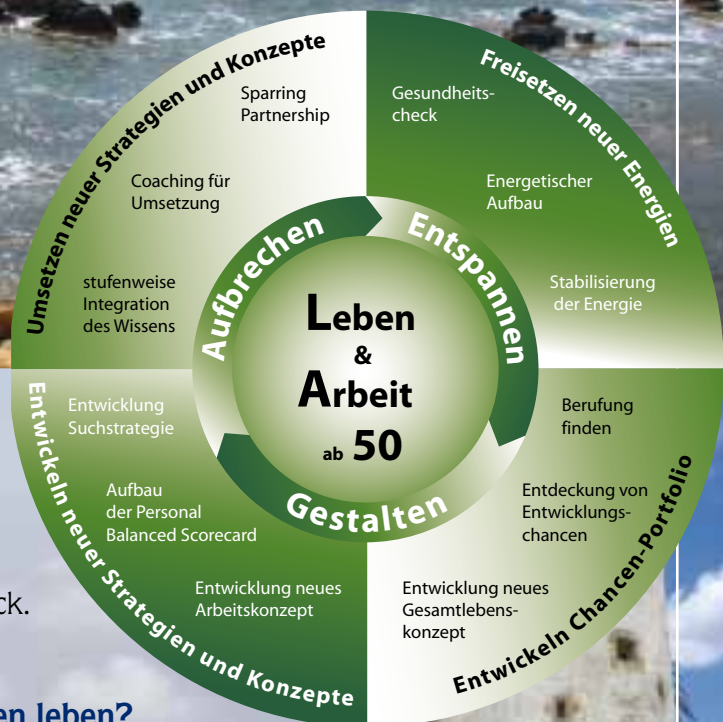 Umsetzen neuer Strategien und Konzepte
Sparring
Partnership
Coaching für
Umsetzung
stufenweise
Integration
des Wissens
Freisetzen neuer Energien
Gesundheits-
check
Energetischer
Aufbau
Stabilisierung
der Energie
Aufbrechen
Entspannen
Gestalten
Leben
&
Arbeit
ab 50
Entwicklung
Suchstrategie
Aufbau
der Personal
Balanced Scorecard
Entwicklung neues
Arbeitskonzept
Entwickeln neuer Strategien und Konzepte
Berufung
finden
Entdeckung von
Entwicklungs-
chancen
Entwicklung neues
Gesamtlebens-
konzept
Entwickeln Chancen-Portfolio
ck.
en leben?